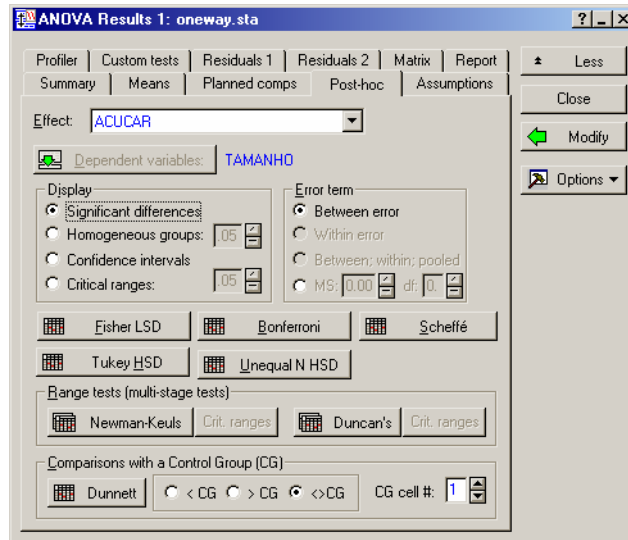 ANOVA Results 1: oneway.sta
Profiler Custom tests Residuals 1 Residuals 2 Matrix Report
Summary Means Planned comps Post-hoc Assumptions
Less
Close
Modify
Options
Effect: ACUCAR
Dependent variables: TAMANHO
Display
Significant differences
Homogeneous groups: .05
Confidence intervals
Critical ranges: .05
Error term
Between error
Within error
Between; within; pooled
MS: 0.00 df: 0.
Fisher LSD Bonferroni Scheffé
Tukey HSD Unequal N HSD
Range tests (multi-stage tests)
Newman-Keuls Crit. ranges Duncan's Crit. ranges
Comparisons with a Control Group (CG)
Dunnett < CG > CG <>CG CG cell #: 1